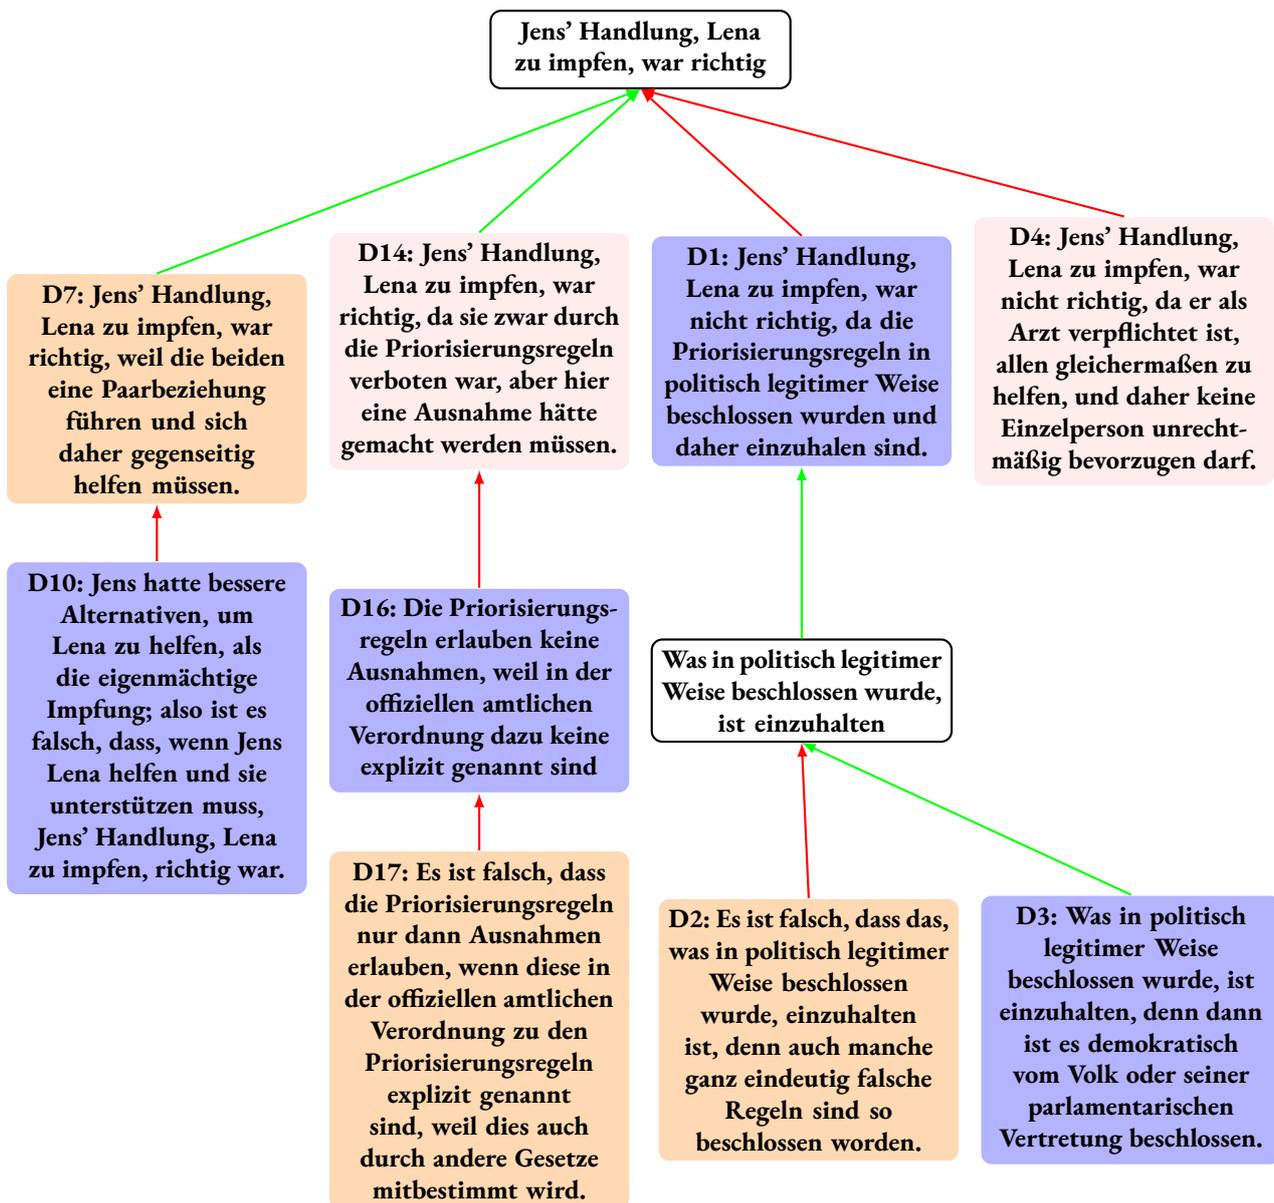 Jens’ Handlung, Lena
zu impfen, war richtig
D7: Jens’ Handlung,
Lena zu impfen, war
richtig, weil die beiden
eine Paarbeziehung
führen und sich
daher gegenseitig
helfen müssen.
D14: Jens’ Handlung,
Lena zu impfen, war
richtig, da sie zwar durch
die Priorisierungsregeln
verboten war, aber hier
eine Ausnahme hätte
gemacht werden müssen.
D1: Jens’ Handlung,
Lena zu impfen, war
nicht richtig, da die
Priorisierungsregeln in
politisch legitimer Weise
beschlossen wurden und
daher einzuhalen sind.
D4: Jens’ Handlung,
Lena zu impfen, war
nicht richtig, da er als
Arzt verpflichtet ist,
allen gleichermaßen zu
helfen, und daher keine
Einzelperson unrecht-
mäßig bevorzugen darf.
D10: Jens hatte bessere
Alternativen, um
Lena zu helfen, als
die eigenmächtige
Impfung; also ist es
falsch, dass, wenn Jens
Lena helfen und sie
unterstützen muss,
Jens’ Handlung, Lena
zu impfen, richtig war.
D16: Die Priorisierungs-
regeln erlauben keine
Ausnahmen, weil in der
offiziellen amtlichen
Verordnung dazu keine
explizit genannt sind
Was in politisch legitimer
Weise beschlossen wurde,
ist einzuhalten
D17: Es ist falsch, dass
die Priorisierungsregeln
nur dann Ausnahmen
erlauben, wenn diese in
der offiziellen amtlichen
Verordnung zu den
Priorisierungsregeln
explizit genannt
sind, weil dies auch
durch andere Gesetze
mitbestimmt wird.
D2: Es ist falsch, dass das,
was in politisch legitimer
Weise beschlossen
wurde, einzuhalten
ist, denn auch manche
ganz eindeutig falsche
Regeln sind so
beschlossen worden.
D3: Was in politisch
legitimer Weise
beschlossen wurde, ist
einzuhalten, denn dann
ist es demokratisch
vom Volk oder seiner
parlamentarischen
Vertretung beschlossen.